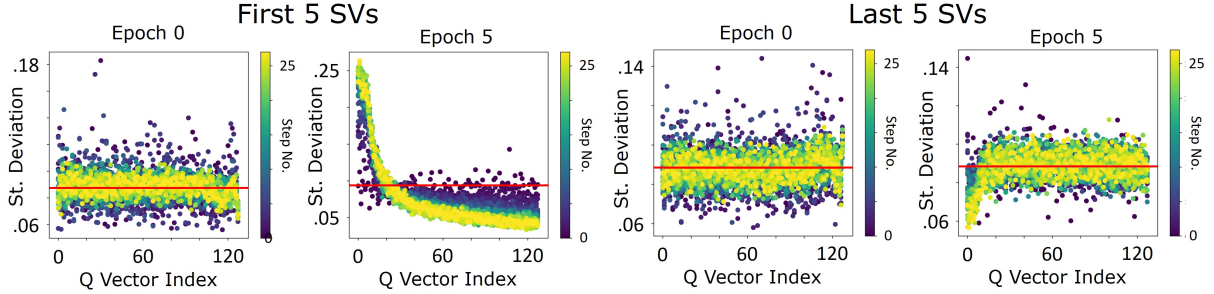 First 5 SVs
Last 5 SVs
Epoch 0
St. Deviation
.18
.06
0 60 120
Q Vector Index
25
0
Step No.
Epoch 5
St. Deviation
.25
.05
0 60 120
Q Vector Index
25
0
Step No.
Epoch 0
St. Deviation
.14
.06
0 60 120
Q Vector Index
25
0
Step No.
Epoch 5
St. Deviation
.14
.06
0 60 120
Q Vector Index
25
0
Step No.